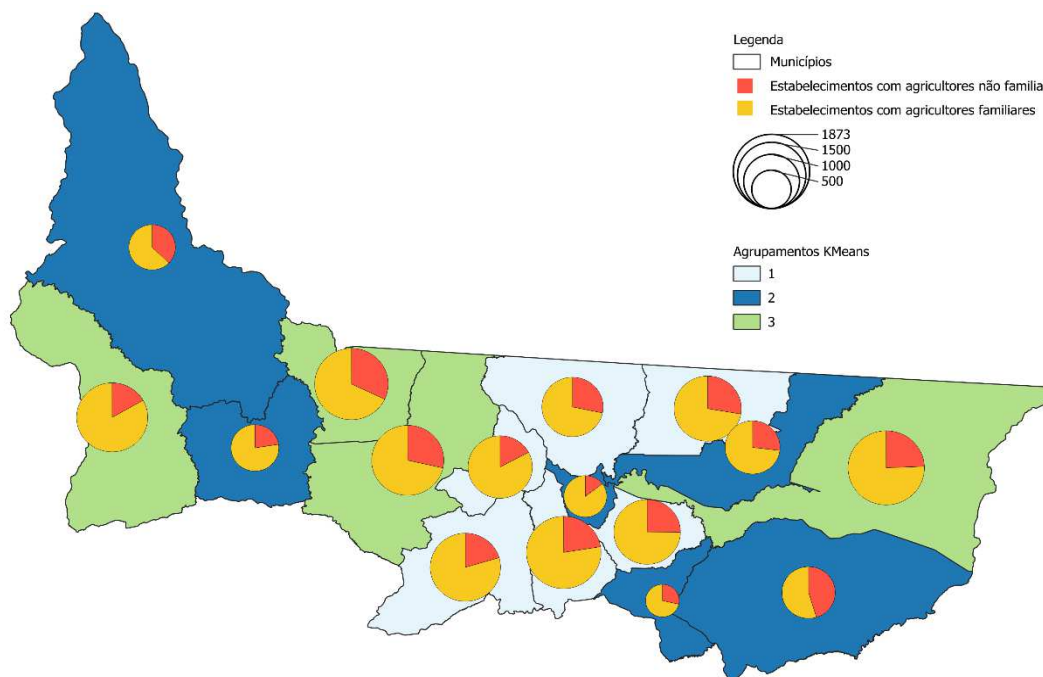 Legenda
Municípios
Estabelecimentos com agricultores não familia
Estabelecimentos com agricultores familiares
1873
1500
1000
500
Agrupamentos KMeans
1
2
3